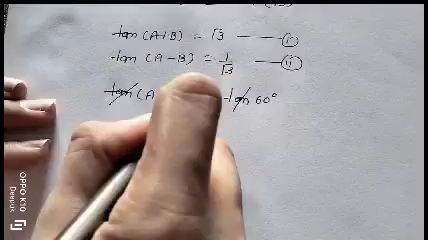 tan (A+B) = √3 —— (i)
tan (A-B) = 1/√3 —— (ii)
tan (A tan 60°
OPPO K10
Deepak